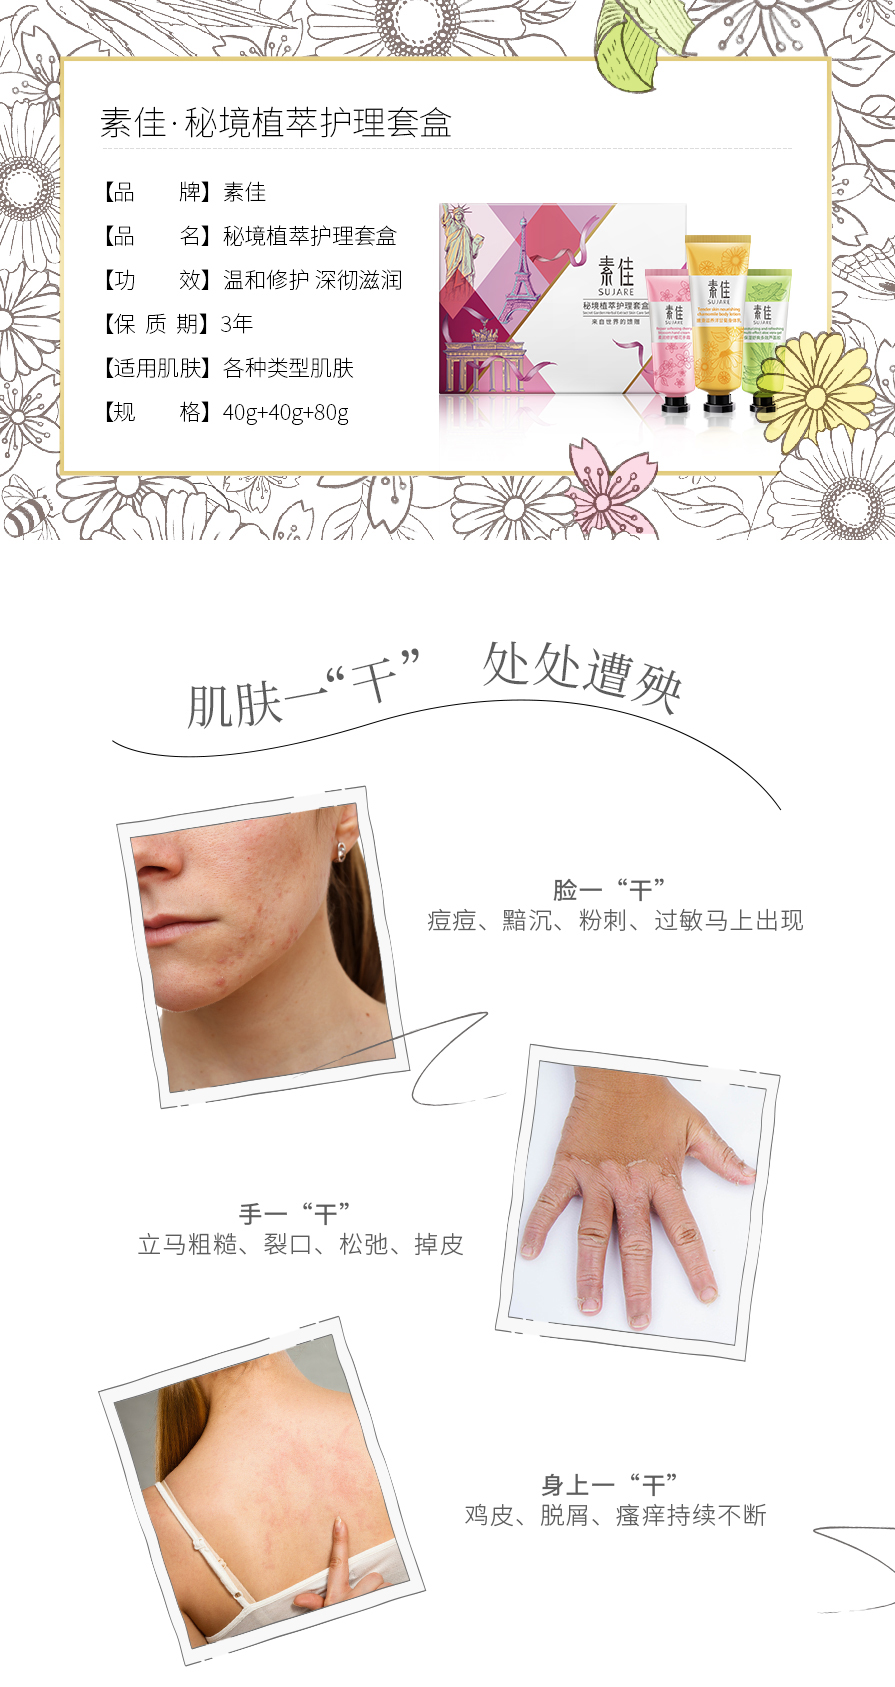 素佳·秘境植萃护理套盒
【品　　牌】素佳
【品　　名】秘境植萃护理套盒
【功　　效】温和修护 深彻滋润
【保 质 期】3年
【适用肌肤】各种类型肌肤
【规　　格】40g+40g+80g
素佳
SUJARE
秘境植萃护理套盒
来自世界的馈赠
素佳
SUJARE
素佳
SUJARE
素佳
SUJARE
肌肤一“干” 处处遭殃
脸一“干”
痘痘、黯沉、粉刺、过敏马上出现
手一“干”
立马粗糙、裂口、松弛、掉皮
身上一“干”
鸡皮、脱屑、瘙痒持续不断